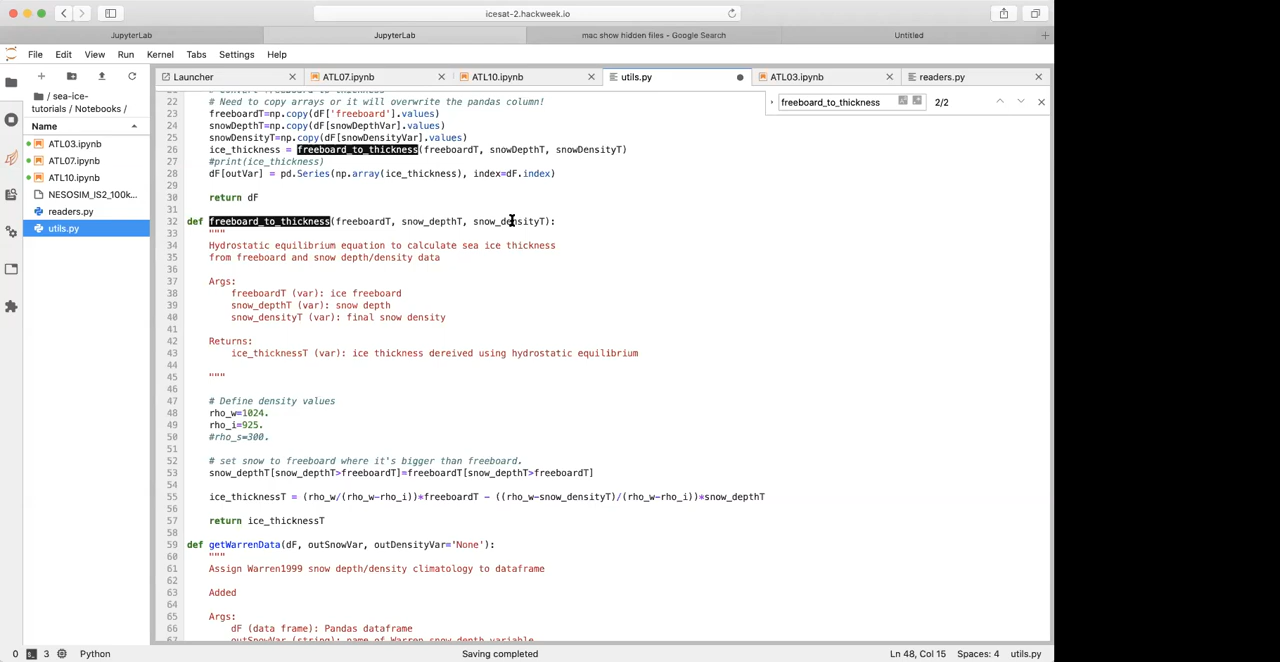 icesat-2.hackweek.io
JupyterLab
JupyterLab
mac show hidden files - Google Search
Untitled
File Edit View Run Kernel Tabs Settings Help
Launcher
ATL07.ipynb
ATL10.ipynb
utils.py
ATL03.ipynb
readers.py
/ sea-ice-
tutorials / Notebooks /
Name
ATL03.ipynb
ATL07.ipynb
ATL10.ipynb
NESOSIM_IS2_100k...
readers.py
utils.py
freeboard_to_thickness
2/2
22 # Need to copy arrays or it will overwrite the pandas column!
23 freeboardT=np.copy(dF['freeboard'].values)
24 snowDepthT=np.copy(dF[snowDepthVar].values)
25 snowDensityT=np.copy(dF[snowDensityVar].values)
26 ice_thickness = freeboard_to_thickness(freeboardT, snowDepthT, snowDensityT)
27 #print(ice_thickness)
28 dF[outVar] = pd.Series(np.array(ice_thickness), index=dF.index)
29
30 return dF
31
32 def freeboard_to_thickness(freeboardT, snow_depthT, snow_densityT):
33 """
34 Hydrostatic equilibrium equation to calculate sea ice thickness
35 from freeboard and snow depth/density data
36
37 Args:
38 freeboardT (var): ice freeboard
39 snow_depthT (var): snow depth
40 snow_densityT (var): final snow density
41
42 Returns:
43 ice_thicknessT (var): ice thickness dereived using hydrostatic equilibrium
44
45 """
46
47 # Define density values
48 rho_w=1024.
49 rho_i=925.
50 #rho_s=300.
51
52 # set snow to freeboard where it's bigger than freeboard.
53 snow_depthT[snow_depthT>freeboardT]=freeboardT[snow_depthT>freeboardT]
54
55 ice_thicknessT = (rho_w/(rho_w-rho_i))*freeboardT - ((rho_w-snow_densityT)/(rho_w-rho_i))*snow_depthT
56
57 return ice_thicknessT
58
59 def getWarrenData(dF, outSnowVar, outDensityVar='None'):
60 """
61 Assign Warren1999 snow depth/density climatology to dataframe
62
63 Added
64
65 Args:
66 dF (data frame): Pandas dataframe
67 outSnowVar (string): name of Warren snow depth variable
0 3 Python
Saving completed
Ln 48, Col 15 Spaces: 4 utils.py